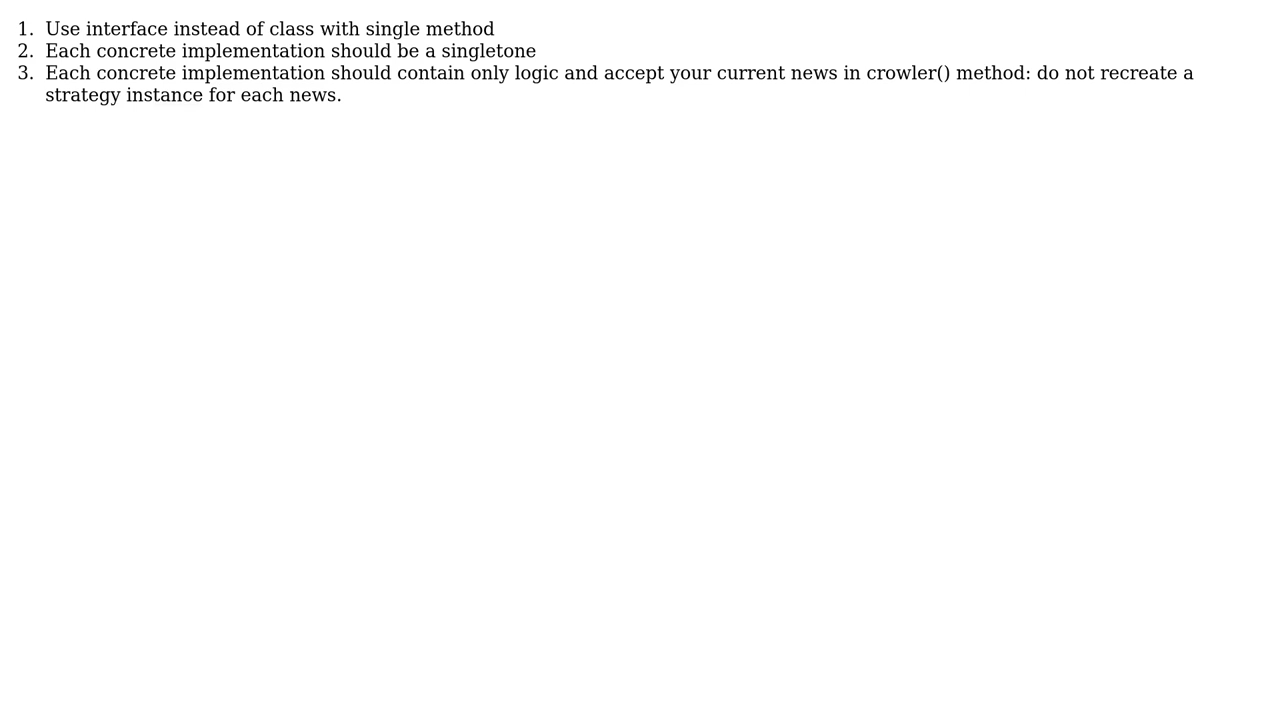 1. Use interface instead of class with single method
2. Each concrete implementation should be a singletone
3. Each concrete implementation should contain only logic and accept your current news in crowler() method: do not recreate a
strategy instance for each news.